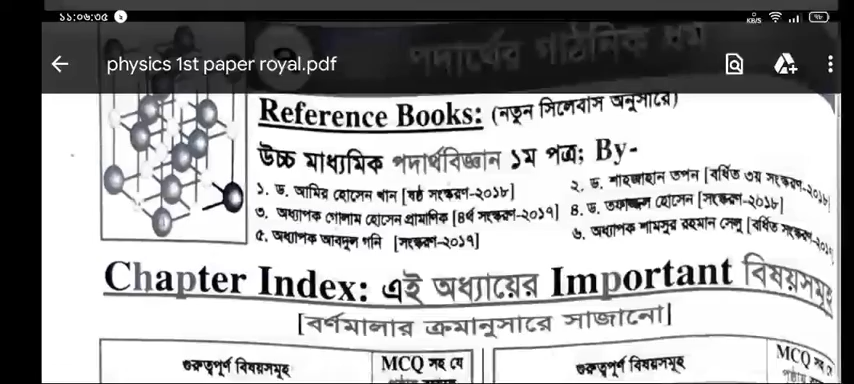 ১১:০৬:৩৫
KB/S
physics 1st paper royal.pdf
পদার্থের গাঠনিক ধর্ম
Reference Books: (নতুন সিলেবাস অনুসারে)
উচ্চ মাধ্যমিক পদার্থবিজ্ঞান ১ম পত্র; By-
১. ড. আমির হোসেন খান [ষষ্ঠ সংস্করণ-২০১৮]
২. ড. শাহজাহান তপন [বর্ধিত ৩য় সংস্করণ-২০১৮]
৩. অধ্যাপক গোলাম হোসেন প্রামাণিক [৪র্থ সংস্করণ-২০১৭]
৪. ড. তফাজ্জল হোসেন [সংস্করণ-২০১৮]
৫. অধ্যাপক আবদুল গনি [সংস্করণ-২০১৭]
৬. অধ্যাপক শামসুর রহমান সেলু [বর্ধিত সংস্করণ-২০১৭]
Chapter Index: এই অধ্যায়ের Important বিষয়সমূহ
[বর্ণমালার ক্রমানুসারে সাজানো]
গুরুত্বপূর্ণ বিষয়সমূহ
MCQ সহ যে
গুরুত্বপূর্ণ বিষয়সমূহ
MCQ সহ যে